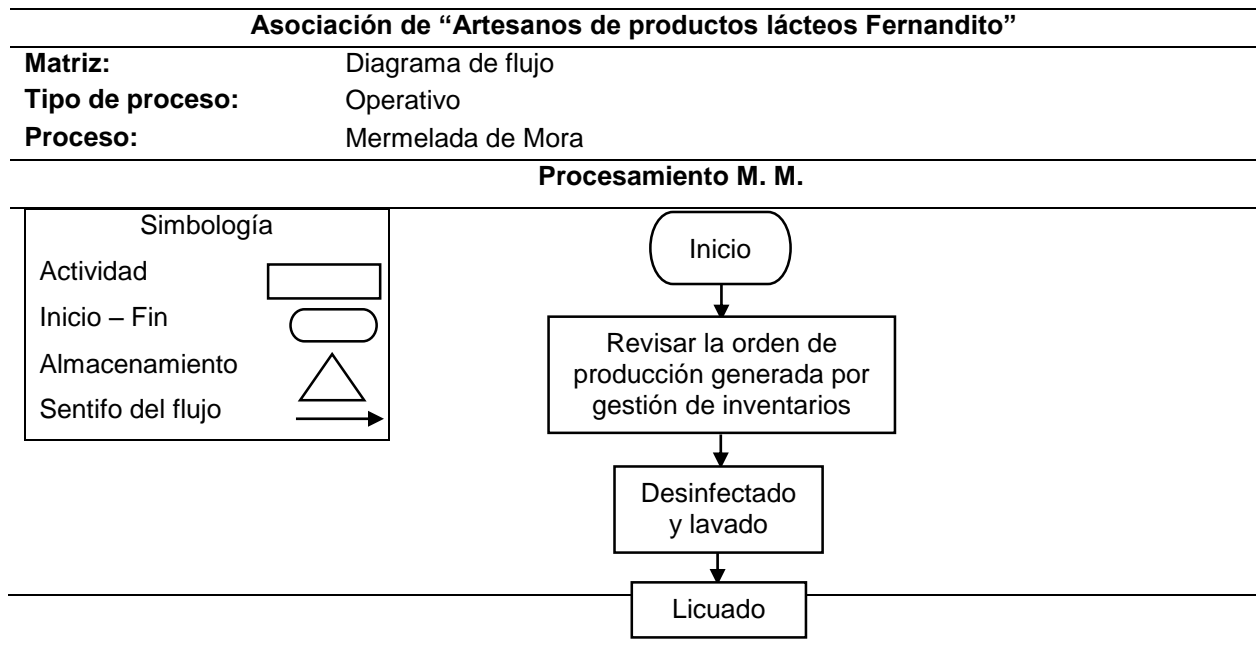 Asociación de “Artesanos de productos lácteos Fernandito”
Matriz: Diagrama de flujo
Tipo de proceso: Operativo
Proceso: Mermelada de Mora
Procesamiento M. M.
Simbología
Actividad
Inicio – Fin
Almacenamiento
Sentifo del flujo
Inicio
Revisar la orden de
producción generada por
gestión de inventarios
Desinfectado
y lavado
Licuado